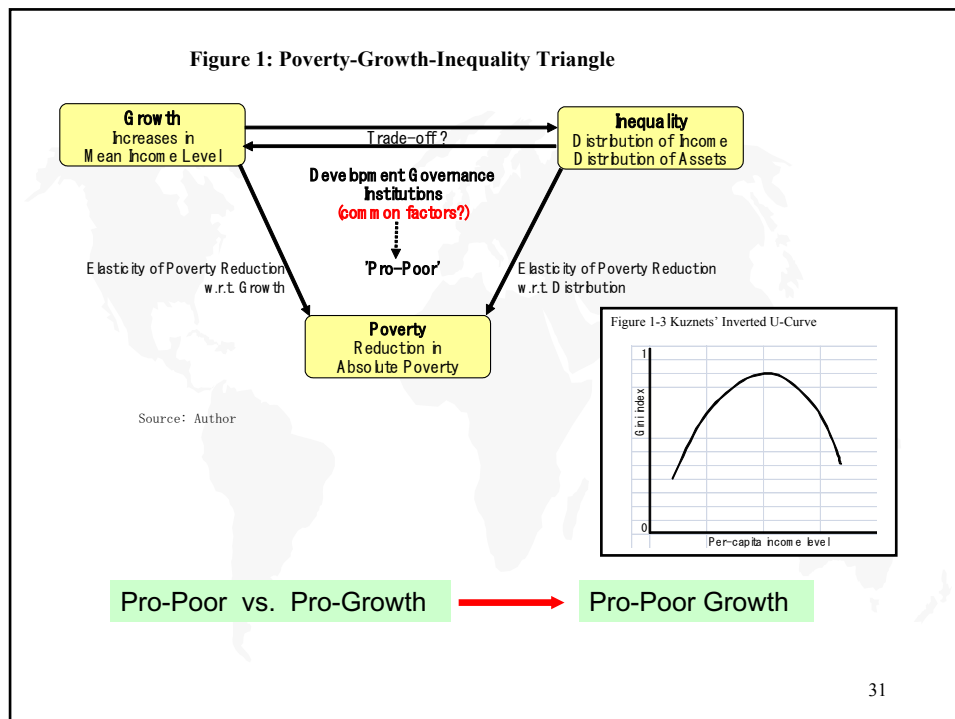 Figure 1: Poverty-Growth-Inequality Triangle
Growth
Increases in
Mean Income Level
Trade-off ?
Inequality
Distribution of Income
Distribution of Assets
Development Governance
Institutions
(common factors?)
'Pro-Poor'
Elasticity of Poverty Reduction
w.r.t. Growth
Elasticity of Poverty Reduction
w.r.t. Distribution
Poverty
Reduction in
Absolute Poverty
Source: Author
Figure 1-3 Kuznets' Inverted U-Curve
1
Gini index
0
Per-capita income level
Pro-Poor vs. Pro-Growth
Pro-Poor Growth
31